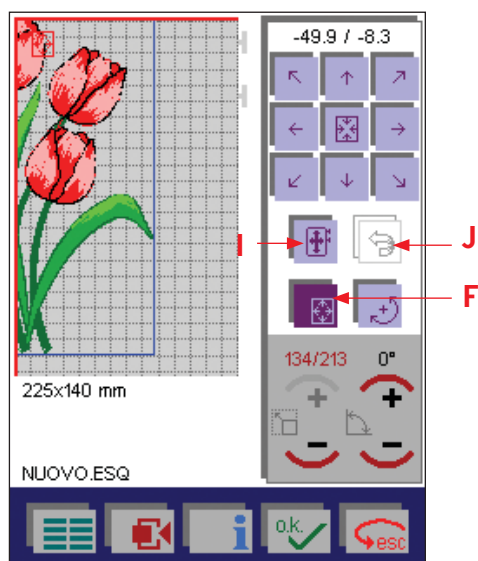 -49.9 / -8.3
I
J
F
134/213 0°
225x140 mm
NUOVO.ESQ
i
o.k.
esc